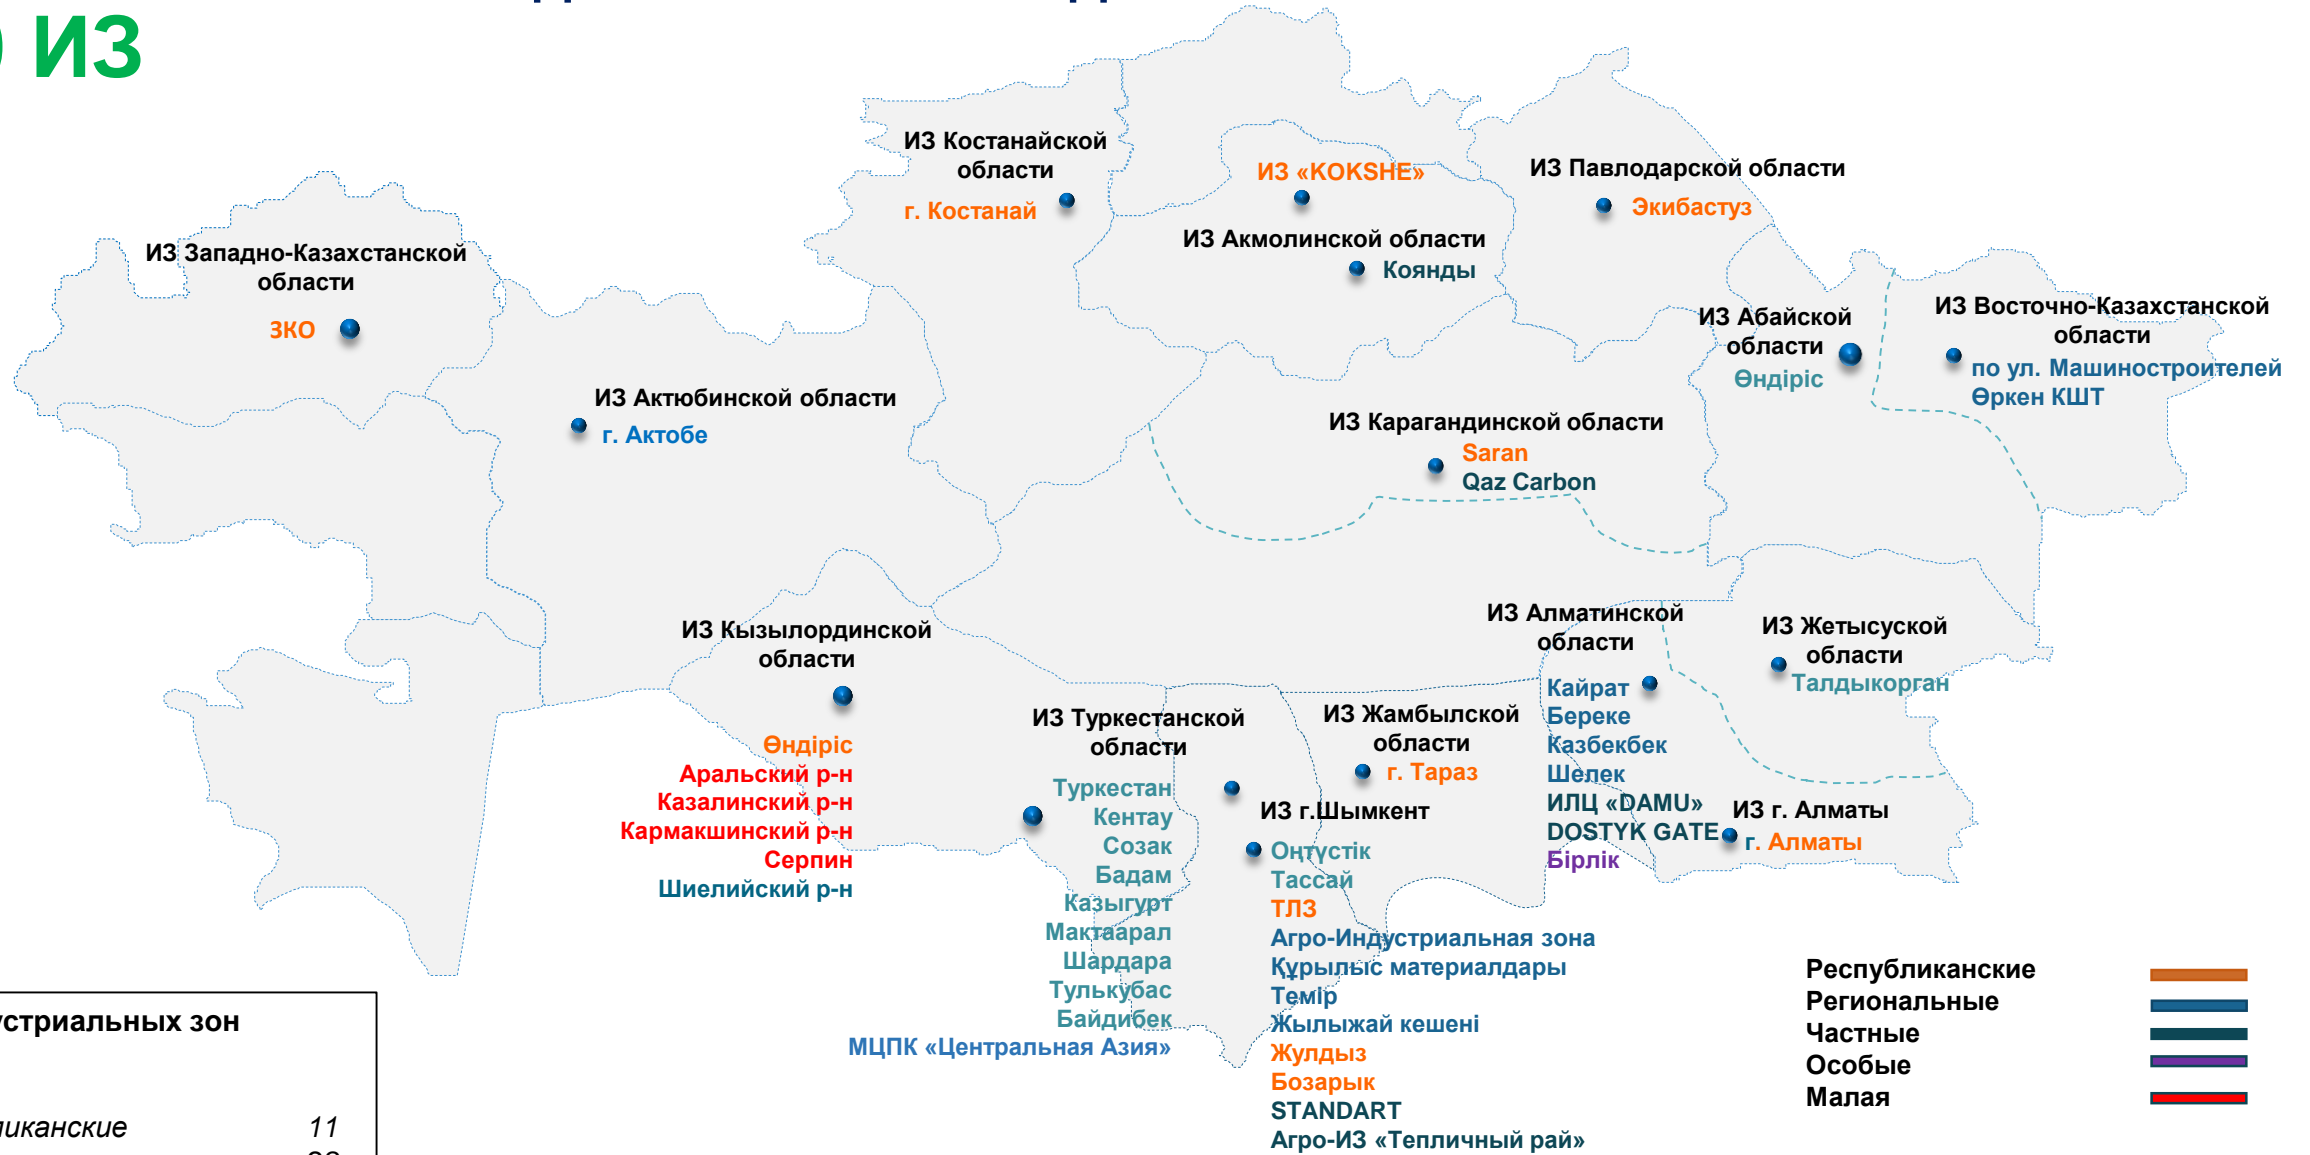 ИЗ
ИЗ Костанайской
области
г. Костанай
ИЗ «KOKSHE»
ИЗ Акмолинской области
Коянды
ИЗ Павлодарской области
Экибастуз
ИЗ Западно-Казахстанской
области
ЗКО
ИЗ Актюбинской области
г. Актобе
ИЗ Абайской
области
Өндіріс
ИЗ Восточно-Казахстанской
области
по ул. Машиностроителей
Өркен КШТ
ИЗ Карагандинской области
Saran
Qaz Carbon
ИЗ Кызылординской
области
Өндіріс
Аральский р-н
Казалинский р-н
Кармакшинский р-н
Серпин
Шиелийский р-н
ИЗ Туркестанской
области
Туркестан
Кентау
Созак
Бадам
Казыгурт
Мактаарал
Шардара
Тулькубас
Байдибек
МЦПК «Центральная Азия»
ИЗ Жамбылской
области
г. Тараз
ИЗ г.Шымкент
Оңтүстік
Тассай
ТЛЗ
Агро-Индустриальная зона
Құрылыс материалдары
Темір
Жылыжай кешені
Жулдыз
Бозарык
STANDART
Агро-ИЗ «Тепличный рай»
ИЗ Алматинской
области
Кайрат
Береке
Казбекбек
Шелек
ИЛЦ «DAMU»
DOSTYK GATE
Бірлік
ИЗ Жетысуской
области
Талдыкорган
ИЗ г. Алматы
г. Алматы
устриальных зон
ликанские 11
Республиканские
Региональные
Частные
Особые
Малая